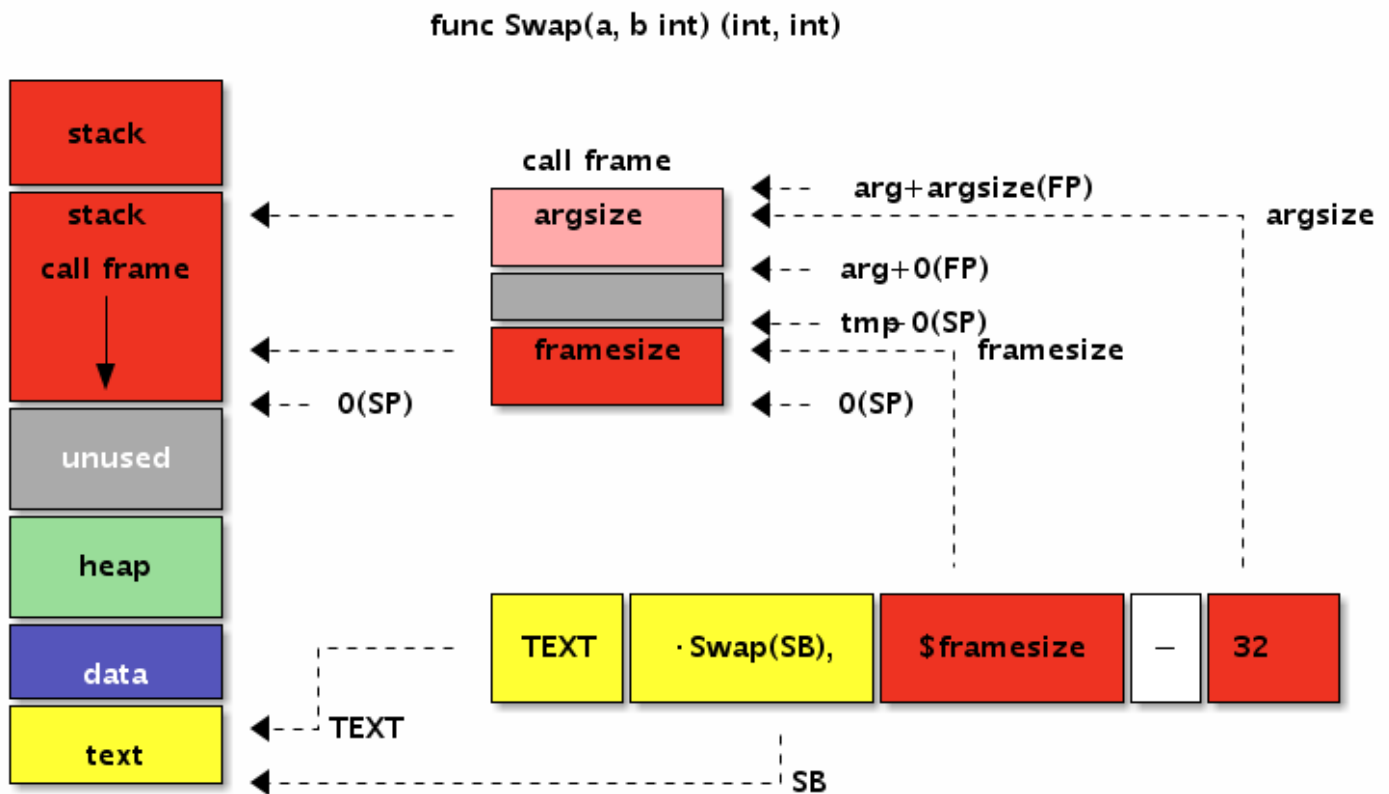 func Swap(a, b int) (int, int)
stack
call frame
arg+argsize(FP)
stack
argsize
argsize
call frame
arg+0(FP)
tmp-0(SP)
framesize
framesize
0(SP)
0(SP)
unused
heap
TEXT ·Swap(SB), $framesize – 32
data
TEXT
text
SB